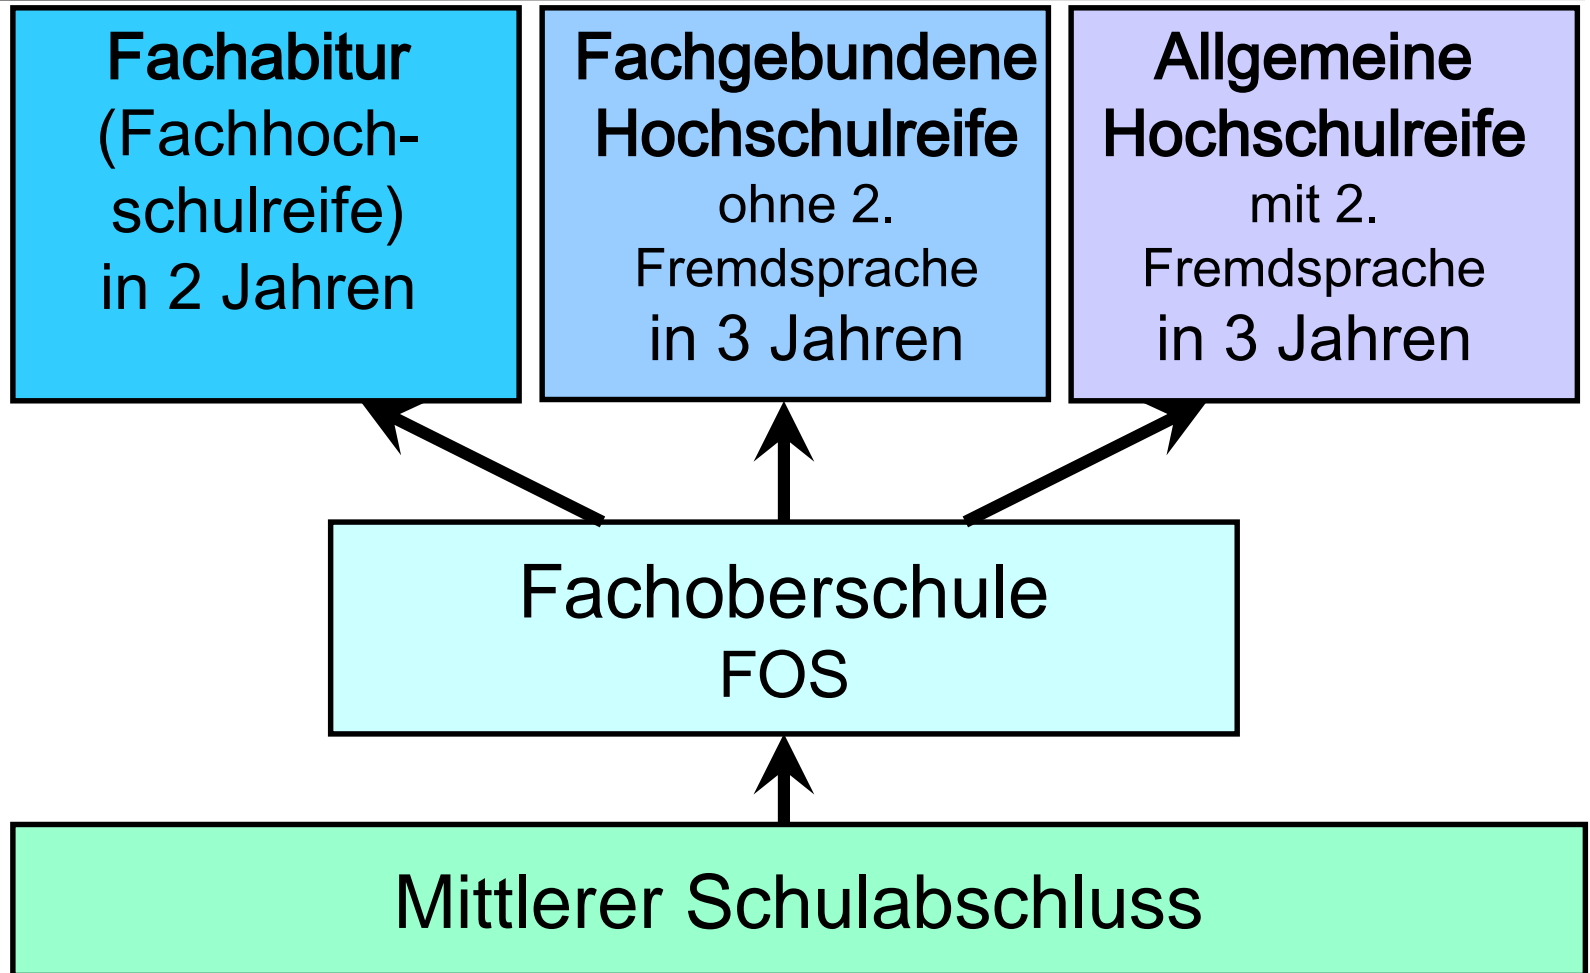 Fachabitur
(Fachhoch-
schulreife)
in 2 Jahren
Fachgebundene
Hochschulreife
ohne 2.
Fremdsprache
in 3 Jahren
Allgemeine
Hochschulreife
mit 2.
Fremdsprache
in 3 Jahren
Fachoberschule
FOS
Mittlerer Schulabschluss